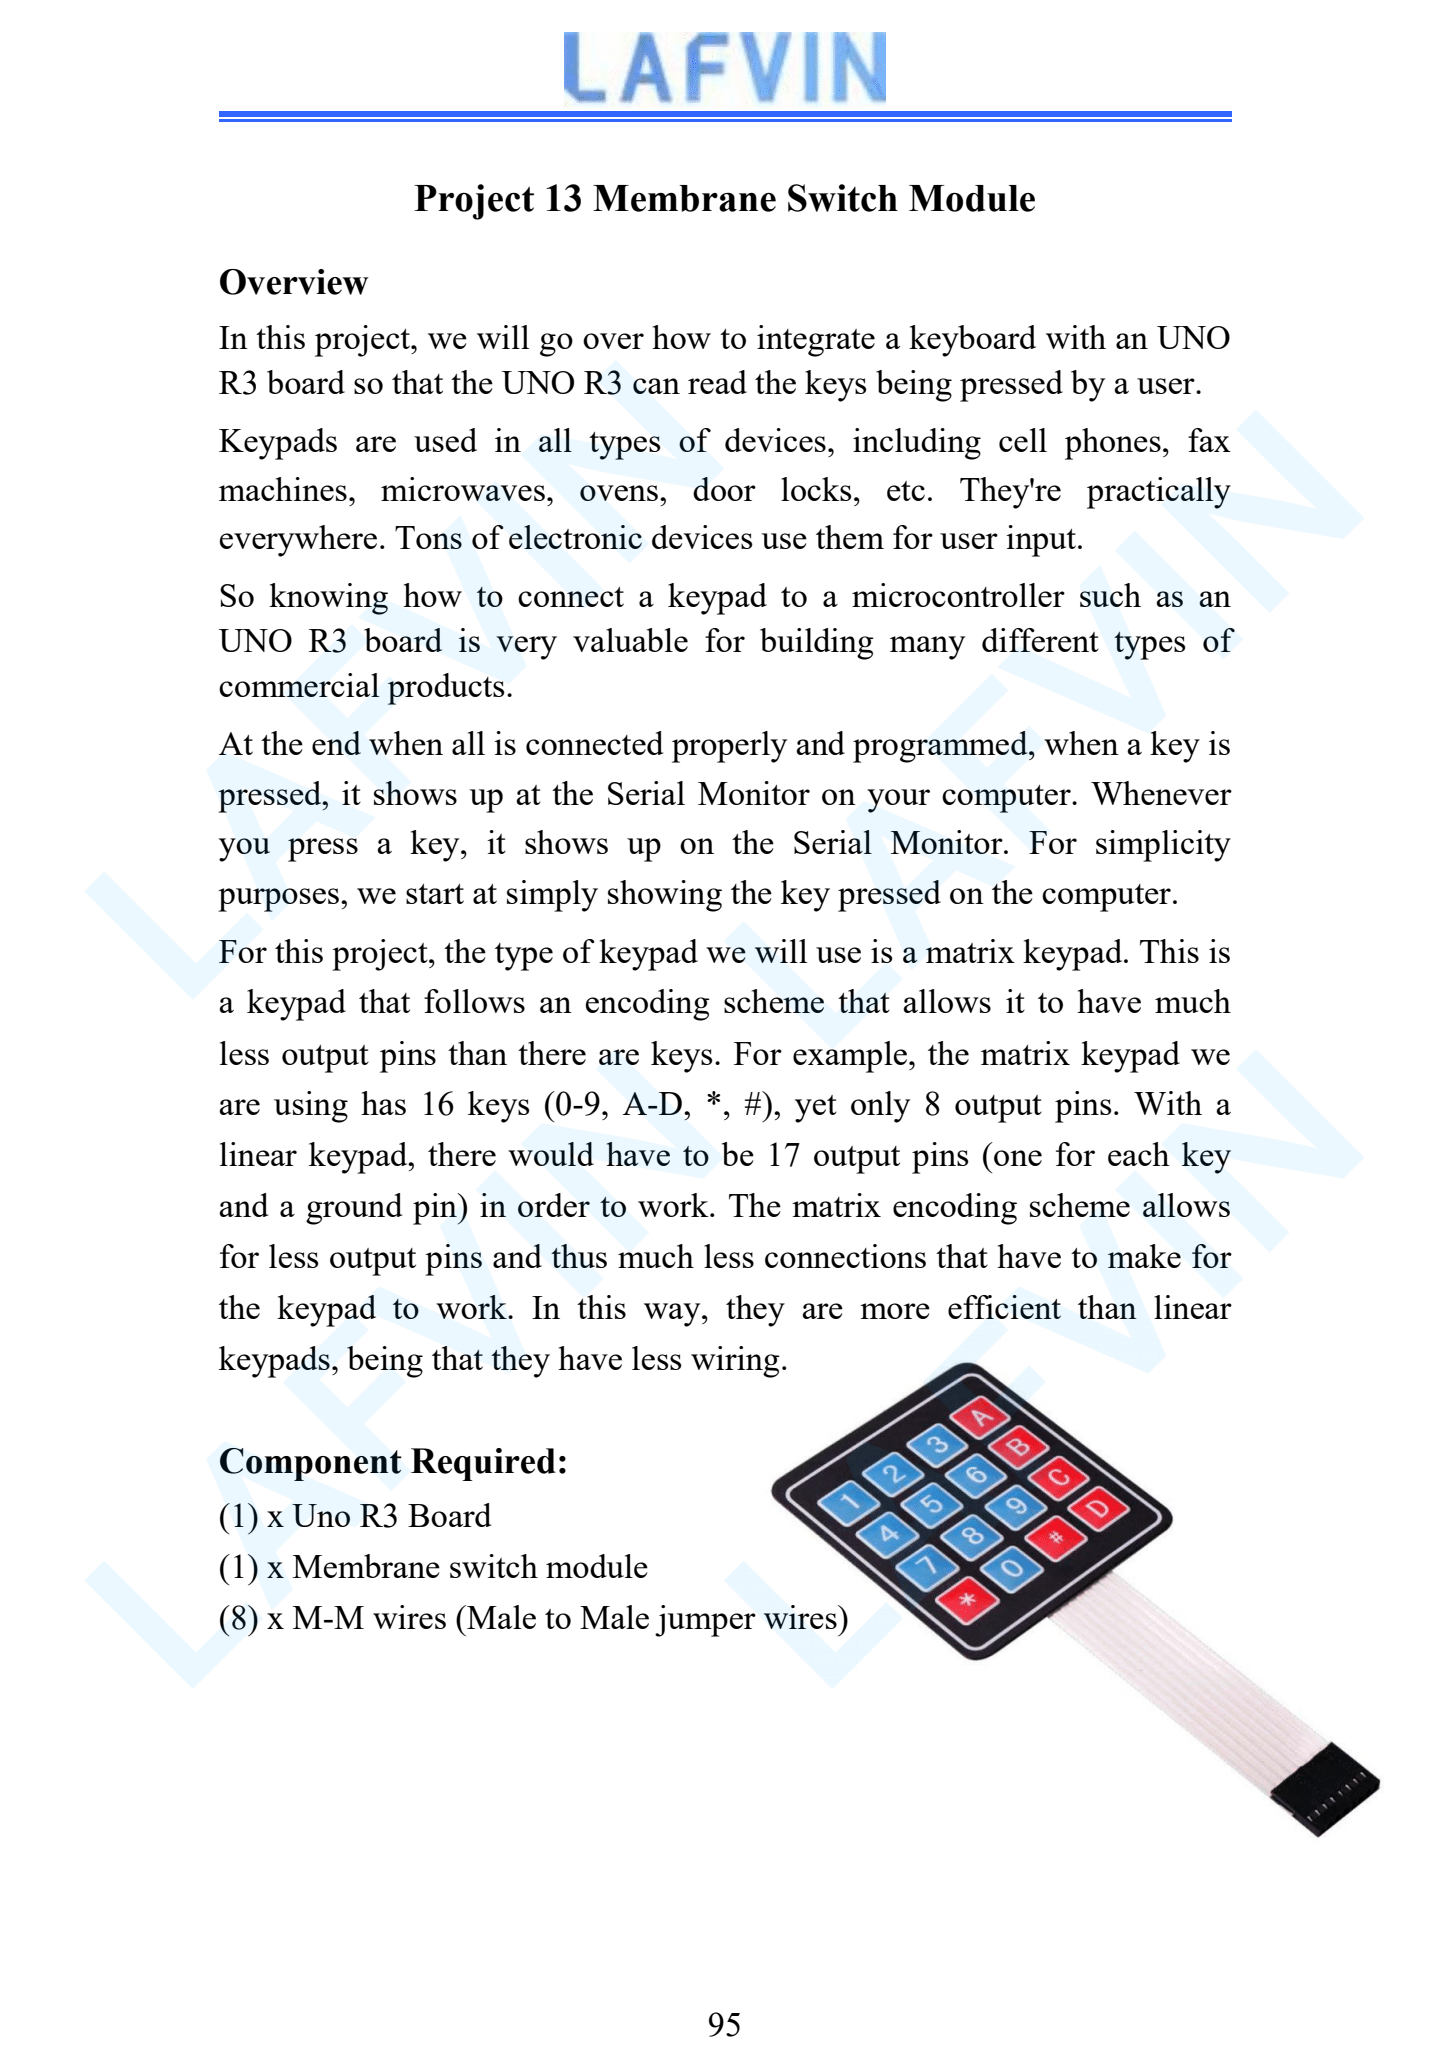 LAFVIN
Project 13 Membrane Switch Module
Overview
In this project, we will go over how to integrate a keyboard with an UNO
R3 board so that the UNO R3 can read the keys being pressed by a user.
Keypads are used in all types of devices, including cell phones, fax
machines, microwaves, ovens, door locks, etc. They're practically
everywhere. Tons of electronic devices use them for user input.
So knowing how to connect a keypad to a microcontroller such as an
UNO R3 board is very valuable for building many different types of
commercial products.
At the end when all is connected properly and programmed, when a key is
pressed, it shows up at the Serial Monitor on your computer. Whenever
you press a key, it shows up on the Serial Monitor. For simplicity
purposes, we start at simply showing the key pressed on the computer.
For this project, the type of keypad we will use is a matrix keypad. This is
a keypad that follows an encoding scheme that allows it to have much
less output pins than there are keys. For example, the matrix keypad we
are using has 16 keys (0-9, A-D, *, #), yet only 8 output pins. With a
linear keypad, there would have to be 17 output pins (one for each key
and a ground pin) in order to work. The matrix encoding scheme allows
for less output pins and thus much less connections that have to make for
the keypad to work. In this way, they are more efficient than linear
keypads, being that they have less wiring.
Component Required:
(1) x Uno R3 Board
(1) x Membrane switch module
(8) x M-M wires (Male to Male jumper wires)
1 2 3 A
4 5 6 B
7 8 9 C
* 0 # D
LAFVIN
LAFVIN
LAFVIN
LAFVIN
95